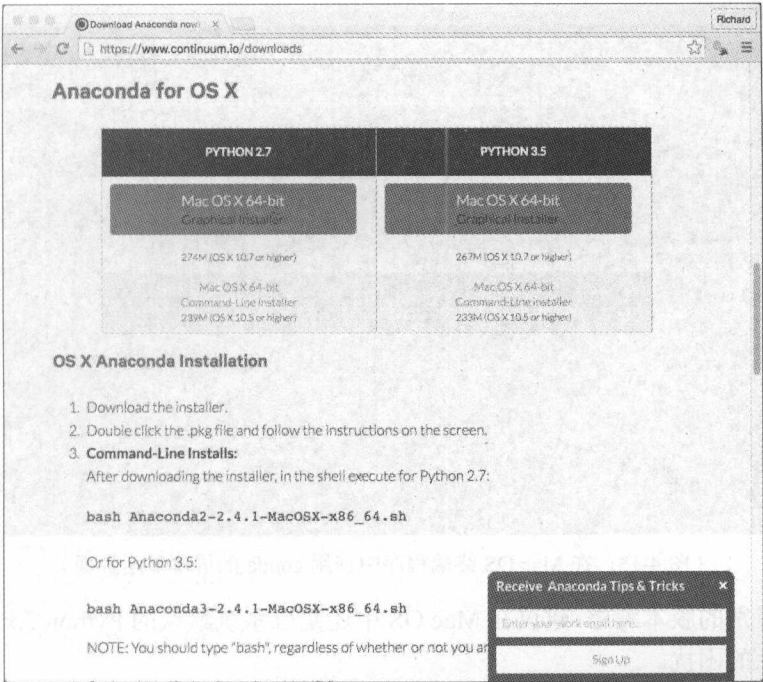 Download Anaconda now!
Richard
https://www.continuum.io/downloads
Anaconda for OS X
PYTHON 2.7
PYTHON 3.5
Mac OS X 64-bit
Graphical Installer
Mac OS X 64-bit
Graphical Installer
274M (OS X 10.7 or higher)
267M (OS X 10.7 or higher)
Mac OS X 64-bit
Command-Line installer
239M (OS X 10.5 or higher)
Mac OS X 64-bit
Command-Line installer
233M (OS X 10.5 or higher)
OS X Anaconda Installation
1. Download the installer.
2. Double click the .pkg file and follow the instructions on the screen.
3. Command-Line Installs:
After downloading the installer, in the shell execute for Python 2.7:
bash Anaconda2-2.4.1-MacOSX-x86_64.sh
Or for Python 3.5:
bash Anaconda3-2.4.1-MacOSX-x86_64.sh
NOTE: You should type "bash", regardless of whether or not you ar
Receive Anaconda Tips & Tricks
Enter your work email here...
Sign Up